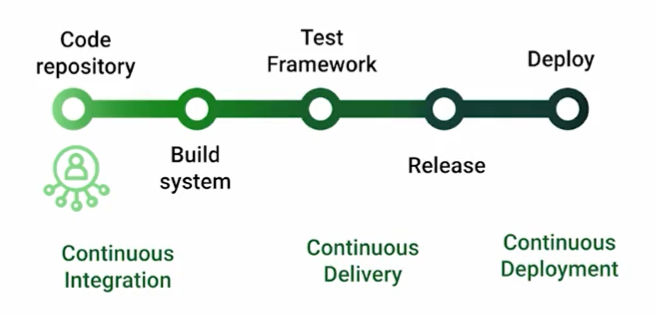 Code
repository
Test
Framework
Deploy
Build
system
Release
Continuous
Integration
Continuous
Delivery
Continuous
Deployment